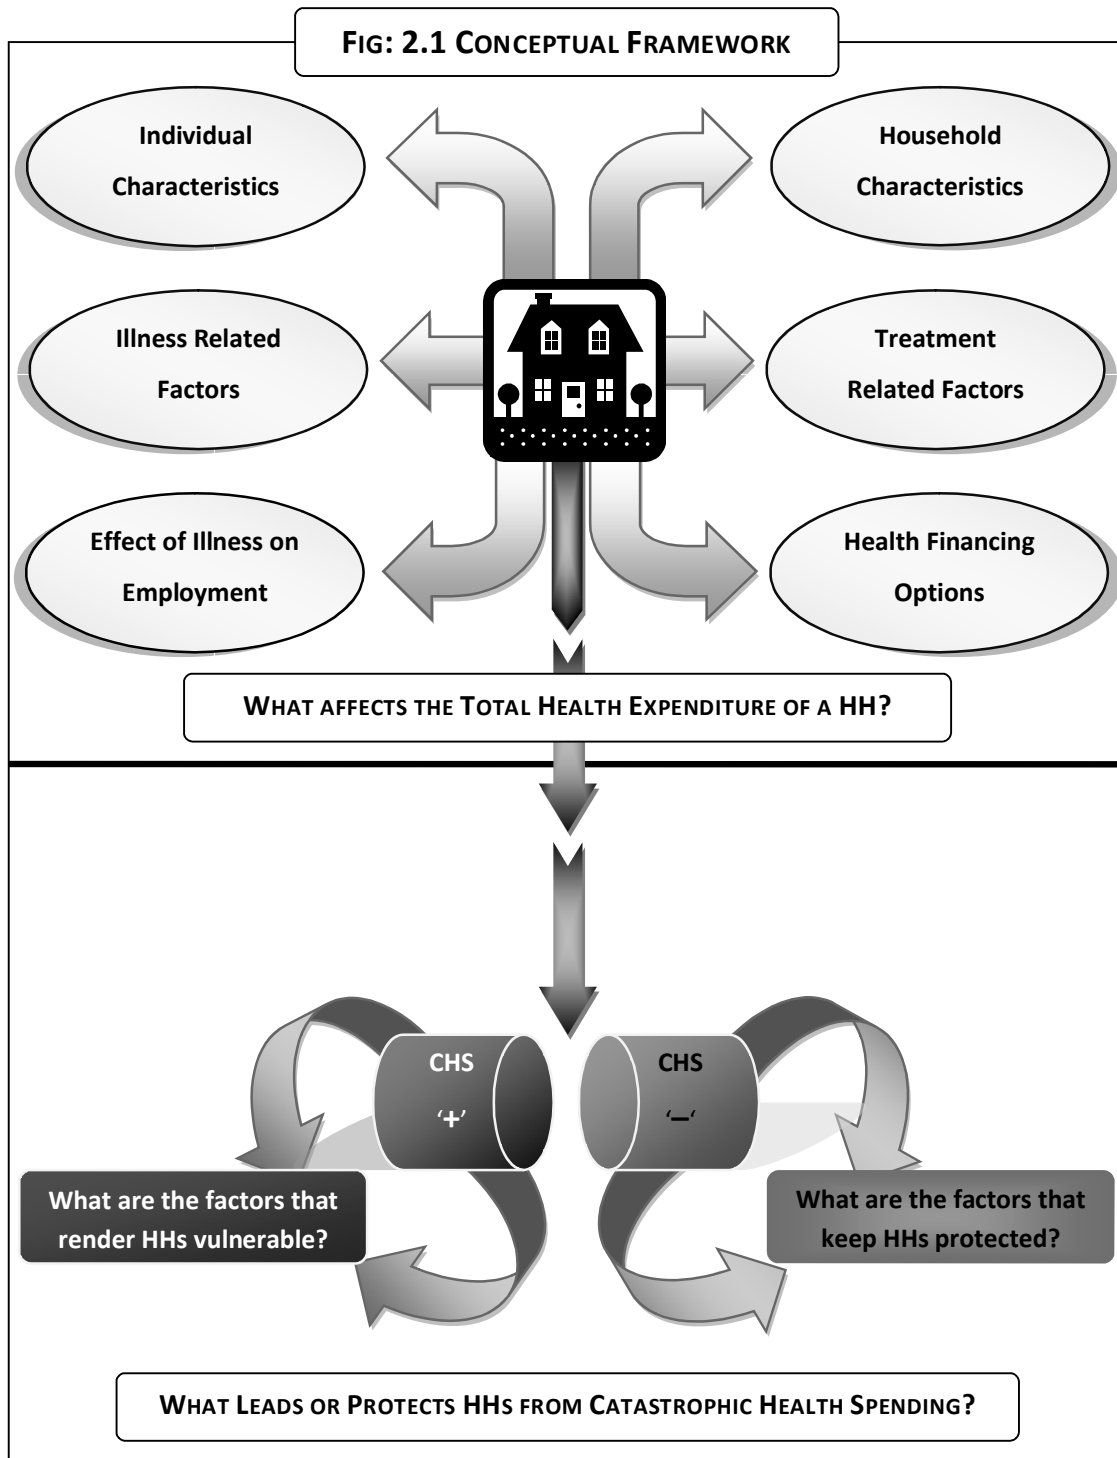 FIG: 2.1 CONCEPTUAL FRAMEWORK
Individual
Characteristics
Household
Characteristics
Illness Related
Factors
Treatment
Related Factors
Effect of Illness on
Employment
Health Financing
Options
WHAT AFFECTS THE TOTAL HEALTH EXPENDITURE OF A HH?
CHS
‘+’
CHS
‘–‘
What are the factors that
render HHs vulnerable?
What are the factors that
keep HHs protected?
WHAT LEADS OR PROTECTS HHS FROM CATASTROPHIC HEALTH SPENDING?